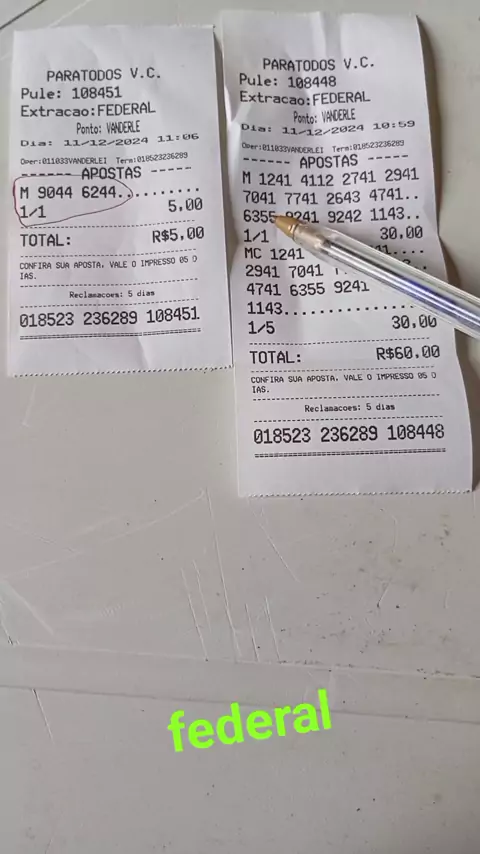 PARATODOS V.C.
Pule: 108451
Extracao:FEDERAL
Ponto: VANDERLE
Dia: 11/12/2024 11:06
Oper:011033VANDERLEI Term:018523236289
------ APOSTAS -----
M 9044 6244..........
1/1 5.00
TOTAL: R$5,00
CONFIRA SUA APOSTA, VALE O IMPRESSO 05 D
IAS.
Reclamacoes: 5 dias
018523 236289 108451
PARATODOS V.C.
Pule: 108448
Extracao:FEDERAL
Ponto: VANDERLE
Dia: 11/12/2024 10:59
Oper:011033VANDERLEI Term:018523236289
------ APOSTAS -----
M 1241 4112 2741 2941
7041 7741 2643 4741..
6355 9241 9242 1143..
1/1 30.00
MC 1241
2941 7041
4741 6355 9241
1143................
1/5 30.00
TOTAL: R$60.00
CONFIRA SUA APOSTA, VALE O IMPRESSO 05 D
IAS.
Reclamacoes: 5 dias
018523 236289 108448
federal